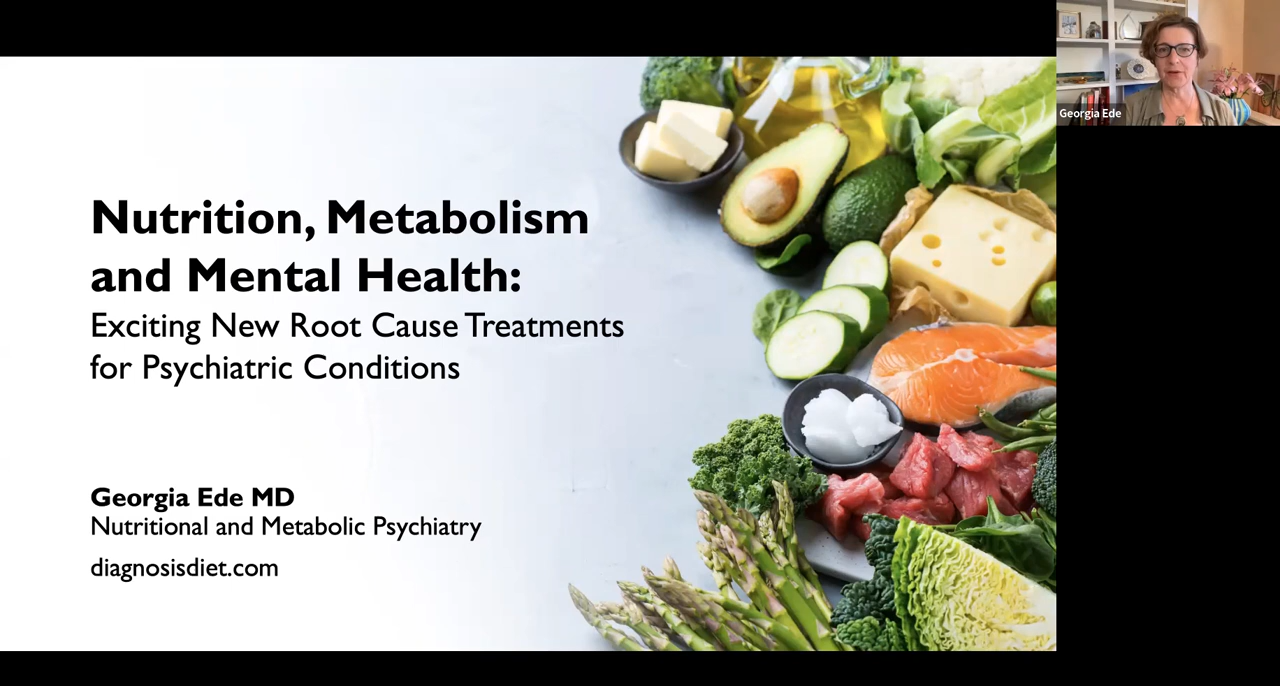 Nutrition, Metabolism
and Mental Health:
Exciting New Root Cause Treatments
for Psychiatric Conditions
Georgia Ede MD
Nutritional and Metabolic Psychiatry
diagnosisdiet.com
Georgia Ede